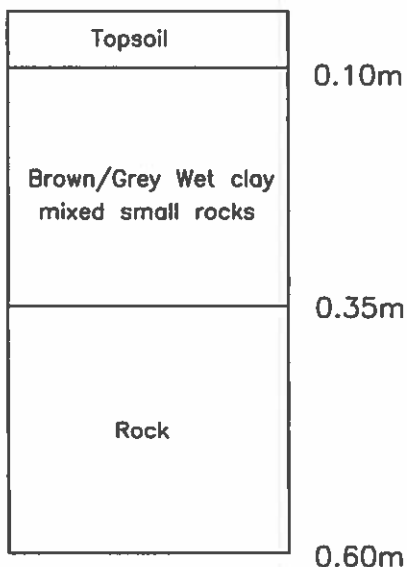 Topsoil
0.10m
Brown/Grey Wet clay
mixed small rocks
0.35m
Rock
0.60m